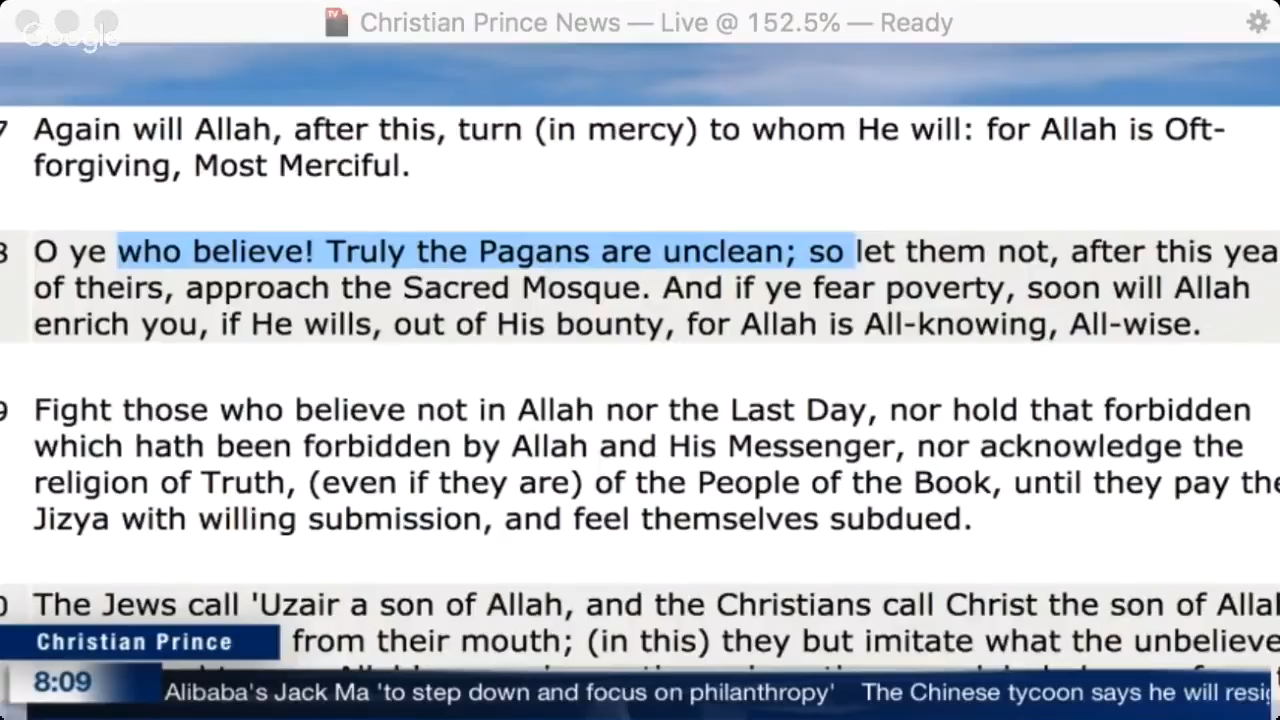 Christian Prince News — Live @ 152.5% — Ready
Google
7 Again will Allah, after this, turn (in mercy) to whom He will: for Allah is Oft-
forgiving, Most Merciful.
8 O ye who believe! Truly the Pagans are unclean; so let them not, after this yea
of theirs, approach the Sacred Mosque. And if ye fear poverty, soon will Allah
enrich you, if He wills, out of His bounty, for Allah is All-knowing, All-wise.
9 Fight those who believe not in Allah nor the Last Day, nor hold that forbidden
which hath been forbidden by Allah and His Messenger, nor acknowledge the
religion of Truth, (even if they are) of the People of the Book, until they pay the
Jizya with willing submission, and feel themselves subdued.
0 The Jews call 'Uzair a son of Allah, and the Christians call Christ the son of Alla
from their mouth; (in this) they but imitate what the unbelieve
Christian Prince
8:09
Alibaba's Jack Ma 'to step down and focus on philanthropy' The Chinese tycoon says he will resig